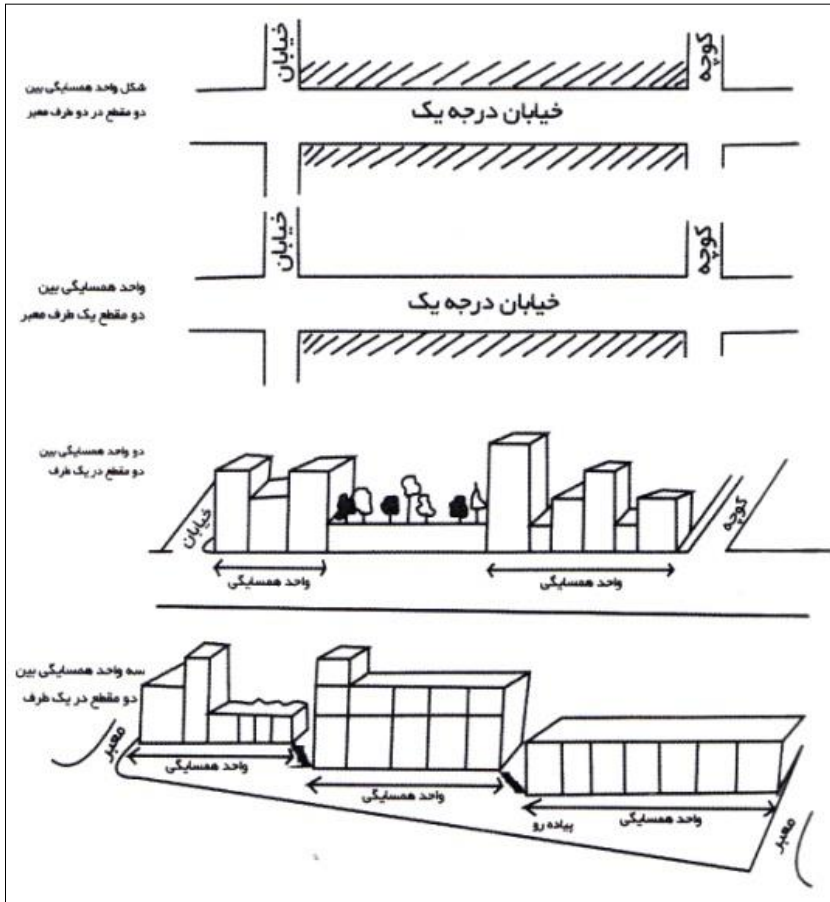 خیابان
کوچه
شکل واحد همسایگی بین
دو مقطع در دو طرف معبر
خیابان درجه یک
خیابان
کوچه
واحد همسایگی بین
دو مقطع یک طرف معبر
خیابان درجه یک
دو واحد همسایگی بین
دو مقطع در یک طرف
خیابان
کوچه
واحد همسایگی
واحد همسایگی
سه واحد همسایگی بین
دو مقطع در یک طرف
معبر
واحد همسایگی
واحد همسایگی
واحد همسایگی
پیاده رو
معبر